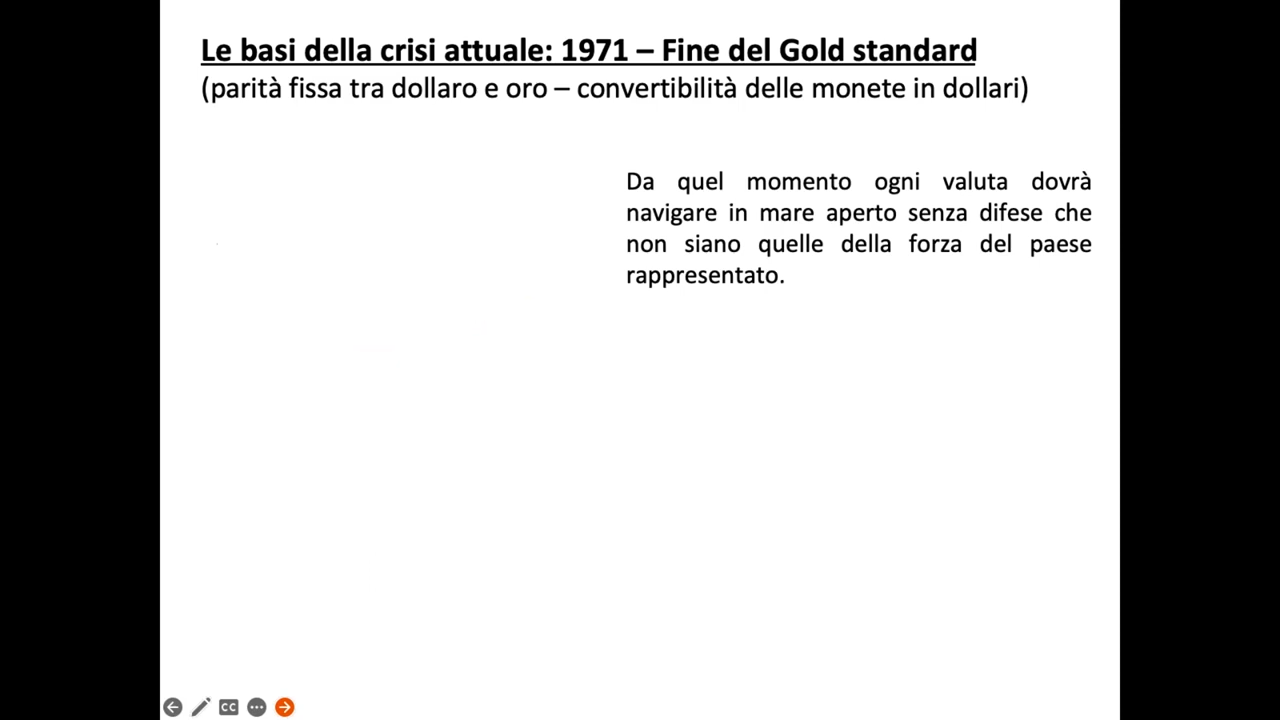 Le basi della crisi attuale: 1971 – Fine del Gold standard
(parità fissa tra dollaro e oro – convertibilità delle monete in dollari)
Da quel momento ogni valuta dovrà
navigare in mare aperto senza difese che
non siano quelle della forza del paese
rappresentato.
CC